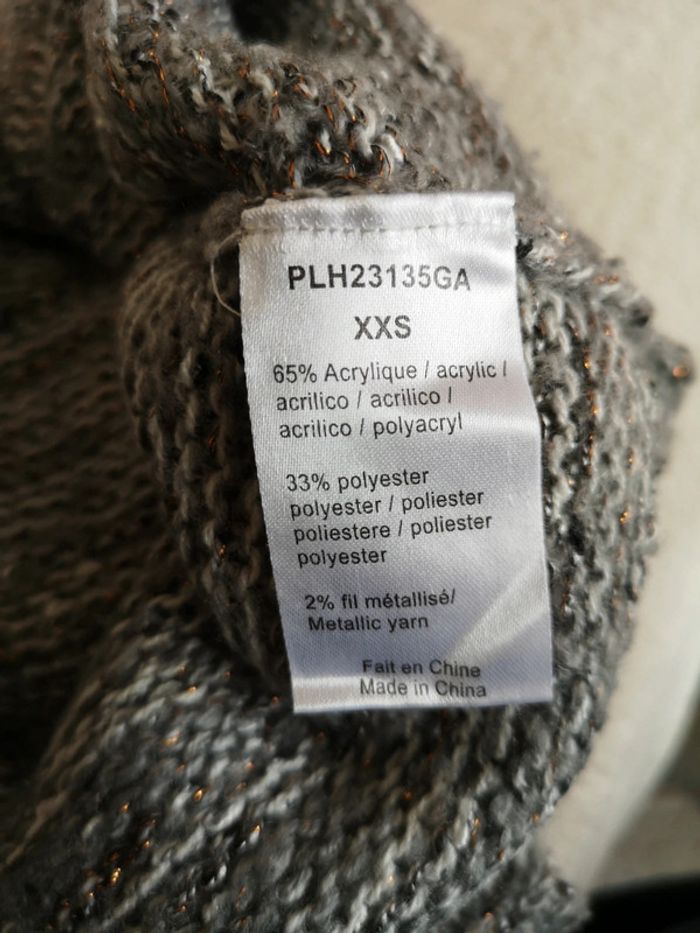 PLH23135GA
XXS
65% Acrylique / acrylic /
acrilico / acrilico /
acrilico / polyacryl
33% polyester
polyester / poliester
poliestere / poliester
polyester
2% fil métallisé/
Metallic yarn
Fait en Chine
Made in China